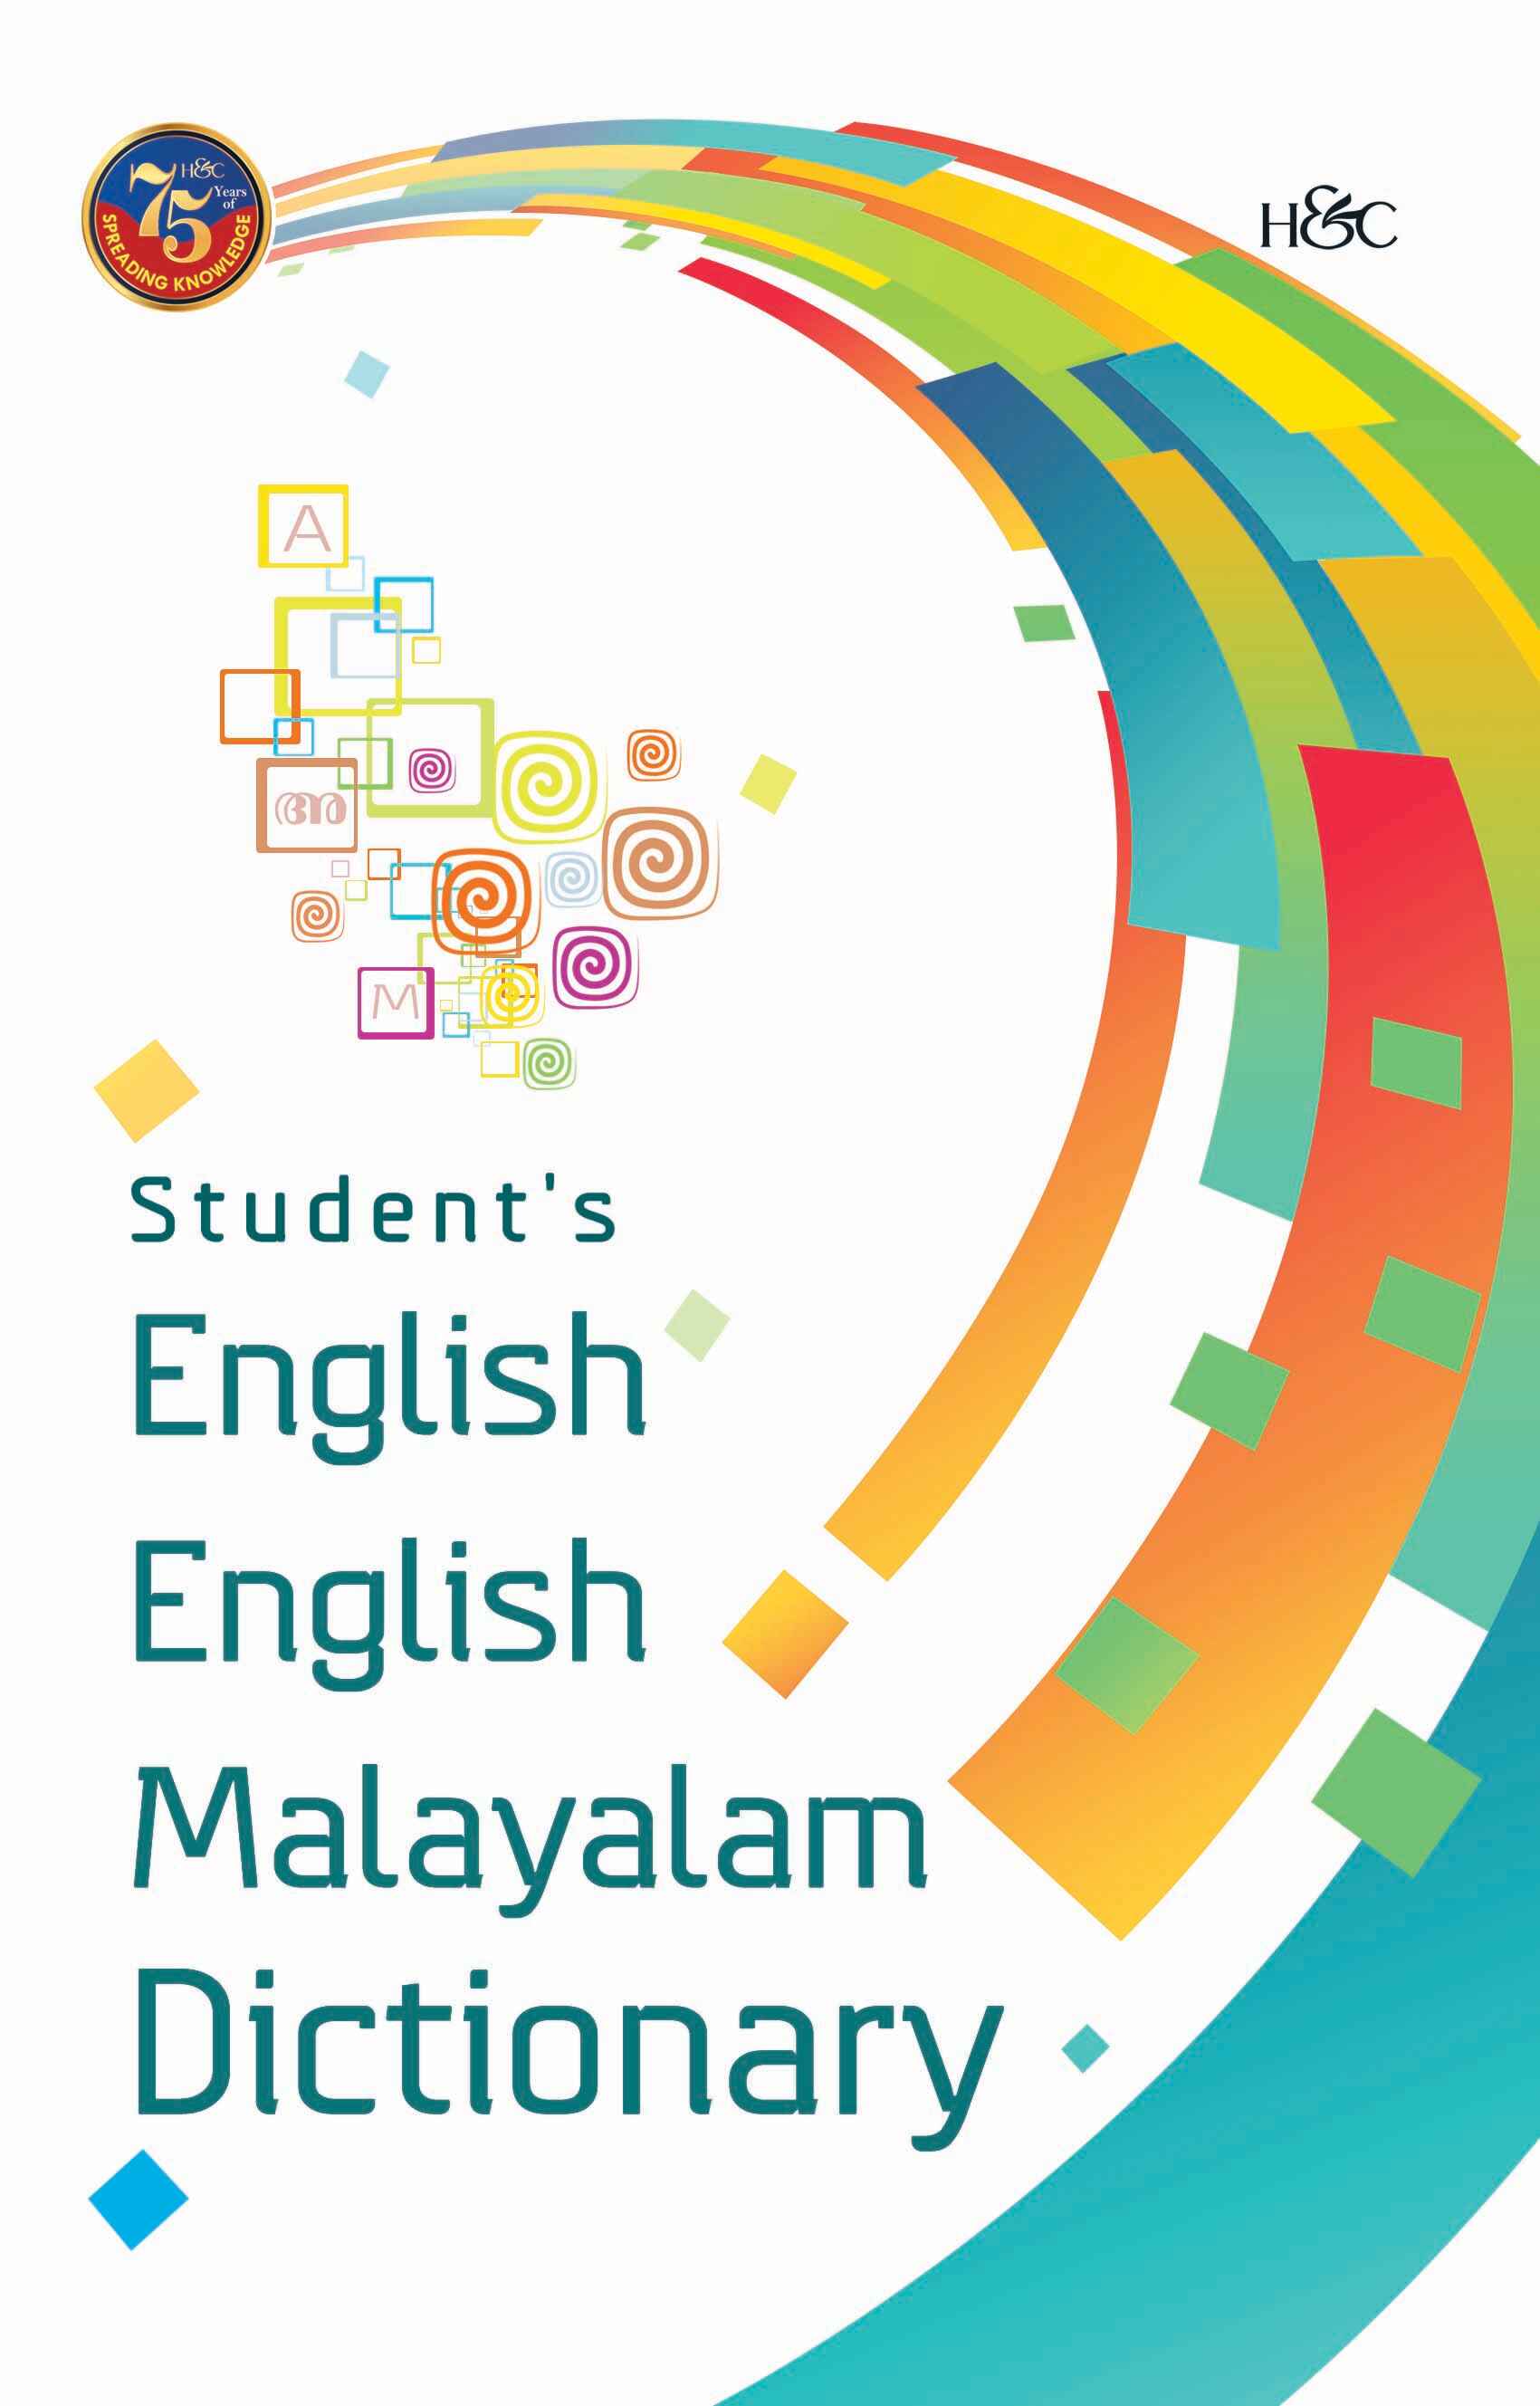 H&C
75
Years
of
SPREADING KNOWLEDGE
H&C
A
അ
M
Student's
English
English
Malayalam
Dictionary